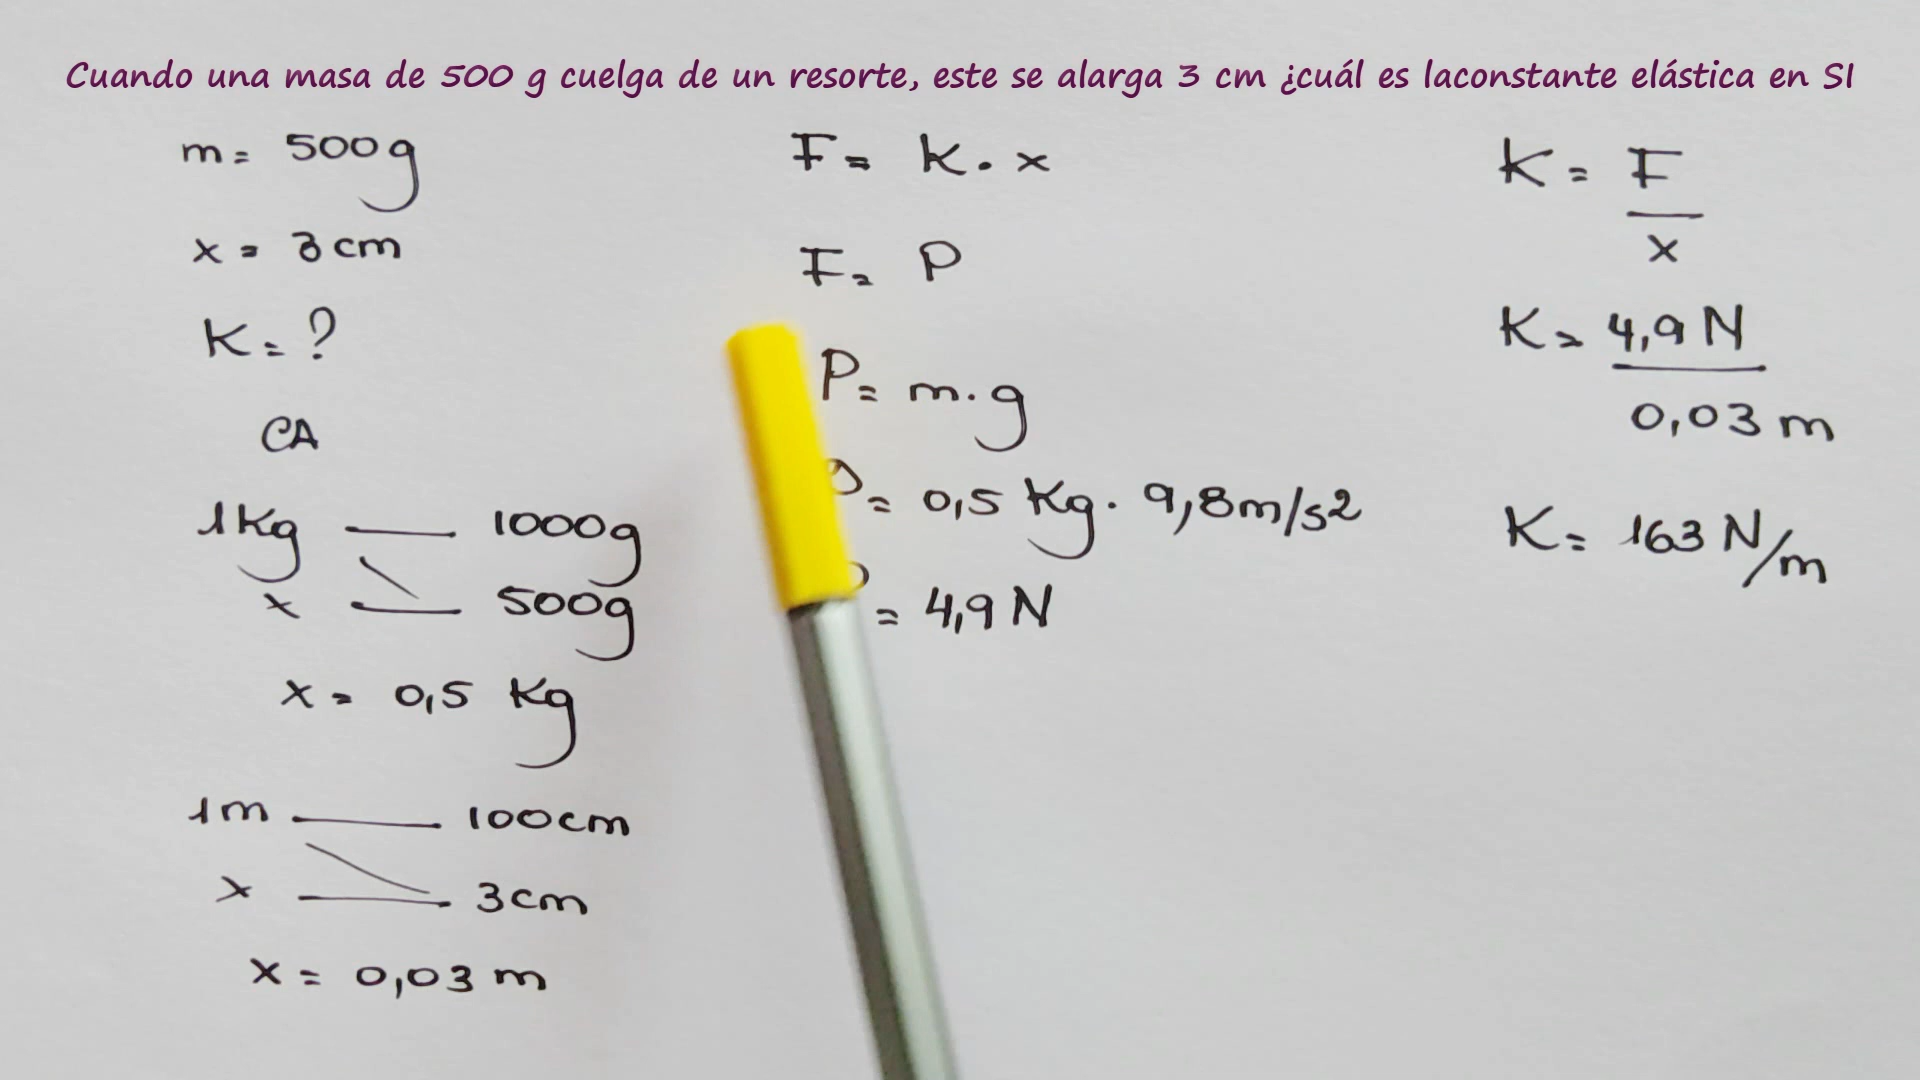 Cuando una masa de 500 g cuelga de un resorte, este se alarga 3 cm ¿cuál es laconstante elástica en SI
m = 500g
x = 3cm
K = ?
CA
1Kg — 1000g
x — 500g
x = 0,5 Kg
1m — 100cm
x — 3cm
x = 0,03 m
F = K . x
F = P
P = m.g
= 0,5 Kg . 9,8m/s2
= 4,9 N
K = F
x
K = 4,9 N
0,03 m
K = 163 N/m